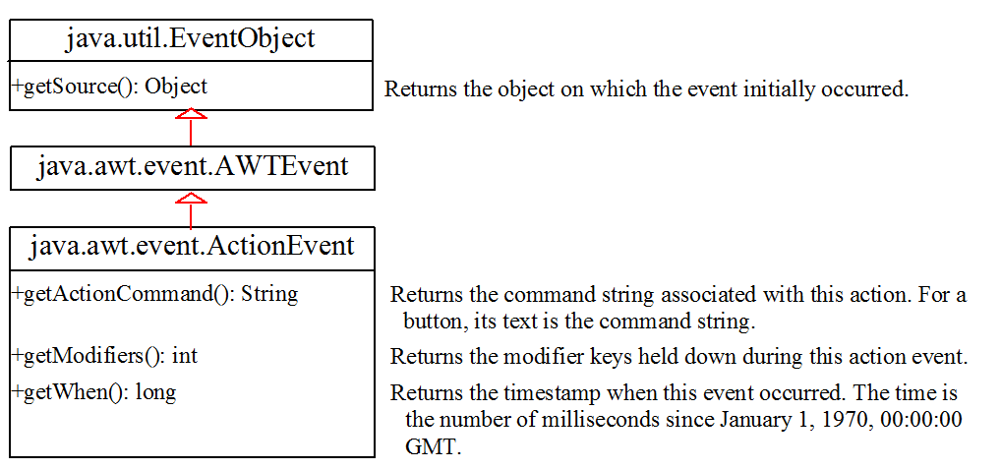 java.util.EventObject
+getSource(): Object
Returns the object on which the event initially occurred.
java.awt.event.AWTEvent
java.awt.event.ActionEvent
+getActionCommand(): String
Returns the command string associated with this action. For a
button, its text is the command string.
+getModifiers(): int
Returns the modifier keys held down during this action event.
+getWhen(): long
Returns the timestamp when this event occurred. The time is
the number of milliseconds since January 1, 1970, 00:00:00
GMT.